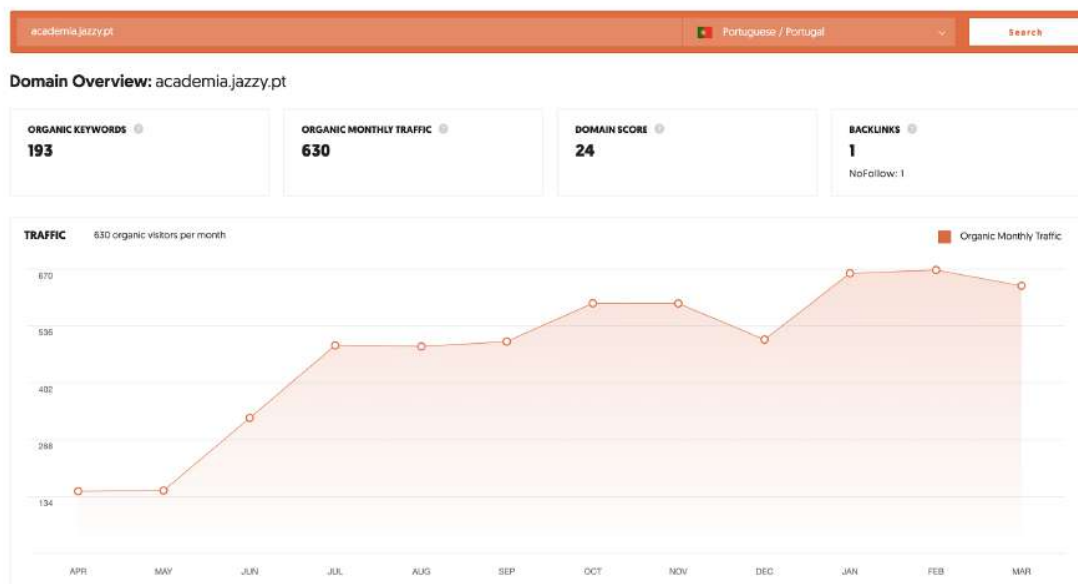 academia.jazzy.pt
Portuguese / Portugal
Search
Domain Overview: academia.jazzy.pt
ORGANIC KEYWORDS
193
ORGANIC MONTHLY TRAFFIC
630
DOMAIN SCORE
24
BACKLINKS
1
NoFollow: 1
TRAFFIC 630 organic visitors per month
Organic Monthly Traffic
670
535
402
268
134
APR MAY JUN JUL AUG SEP OCT NOV DEC JAN FEB MAR